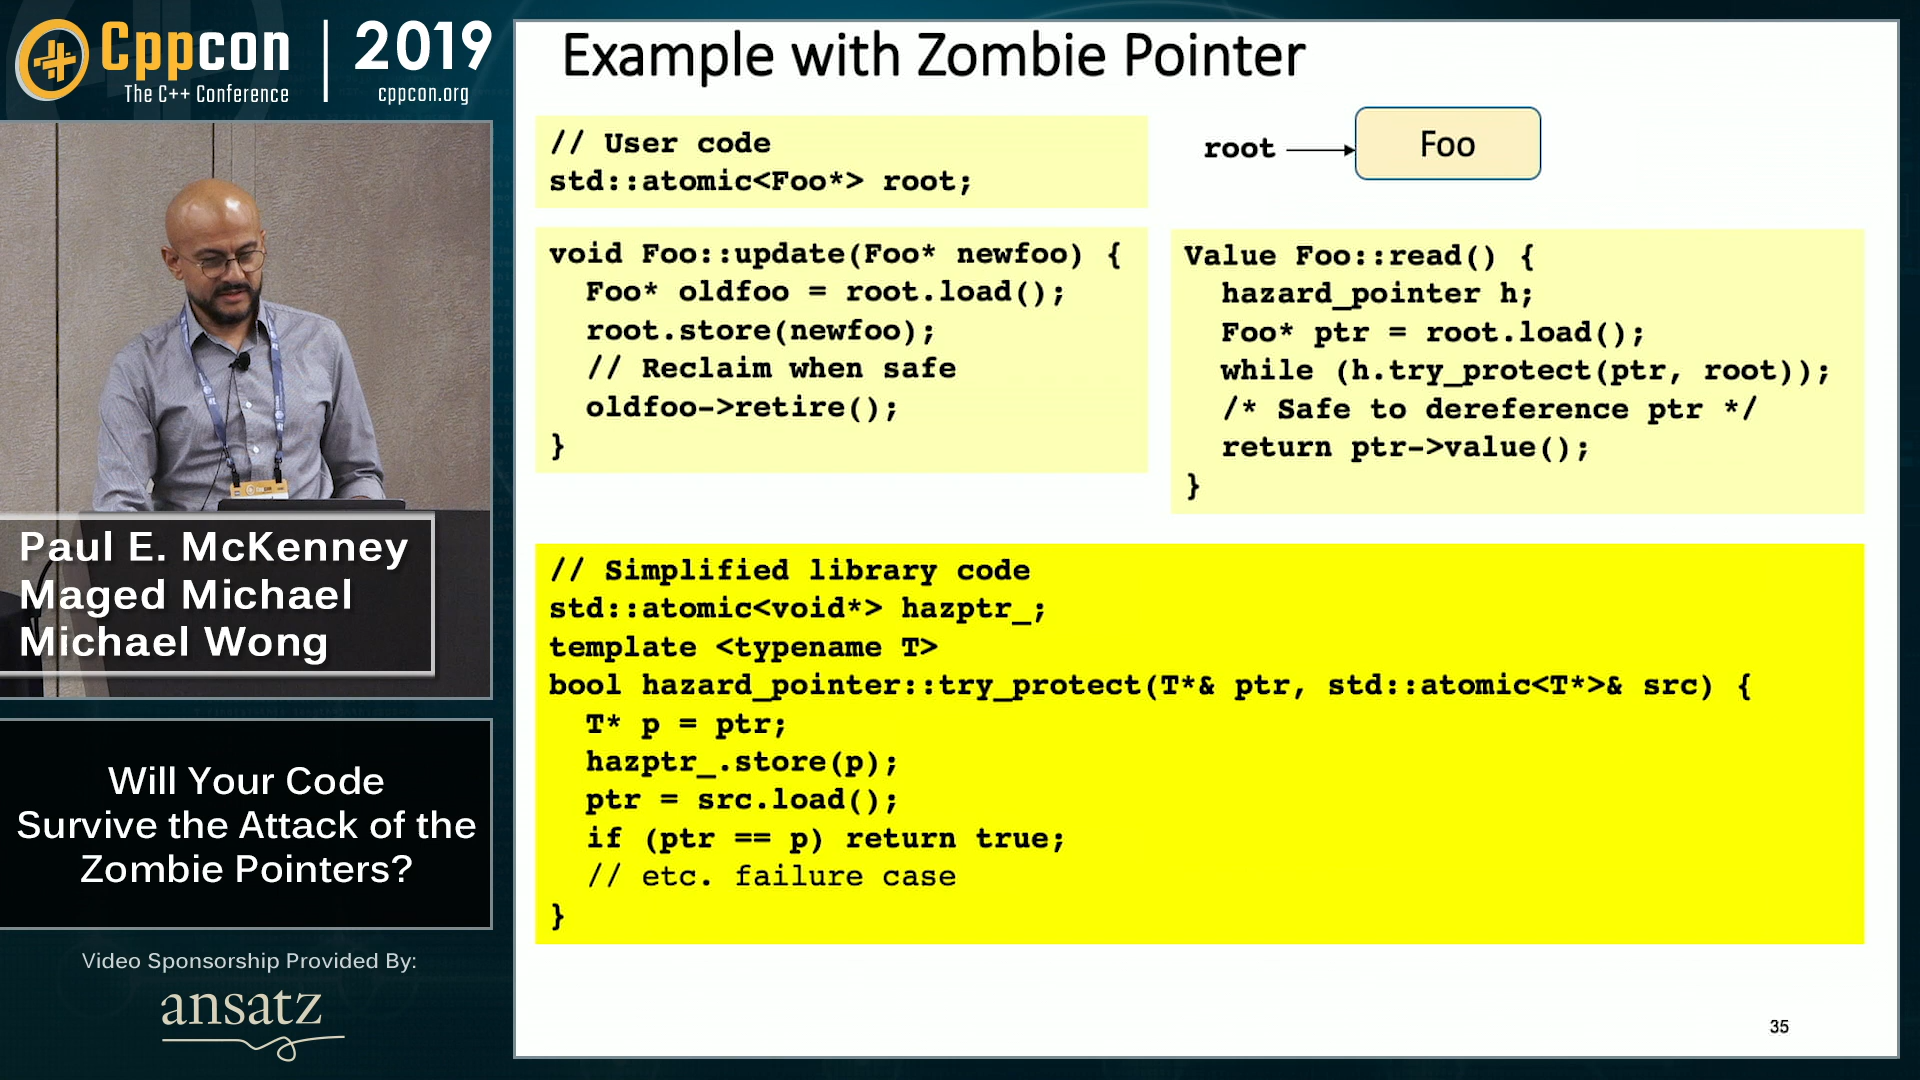 Cppcon
The C++ Conference
2019
cppcon.org
Paul E. McKenney
Maged Michael
Michael Wong
Will Your Code
Survive the Attack of the
Zombie Pointers?
Video Sponsorship Provided By:
ansatz
Example with Zombie Pointer
// User code
std::atomic<Foo*> root;
root
Foo
void Foo::update(Foo* newfoo) {
  Foo* oldfoo = root.load();
  root.store(newfoo);
  // Reclaim when safe
  oldfoo->retire();
}
Value Foo::read() {
  hazard_pointer h;
  Foo* ptr = root.load();
  while (h.try_protect(ptr, root));
  /* Safe to dereference ptr */
  return ptr->value();
}
// Simplified library code
std::atomic<void*> hazptr_;
template <typename T>
bool hazard_pointer::try_protect(T*& ptr, std::atomic<T*>& src) {
  T* p = ptr;
  hazptr_.store(p);
  ptr = src.load();
  if (ptr == p) return true;
  // etc. failure case
}
35